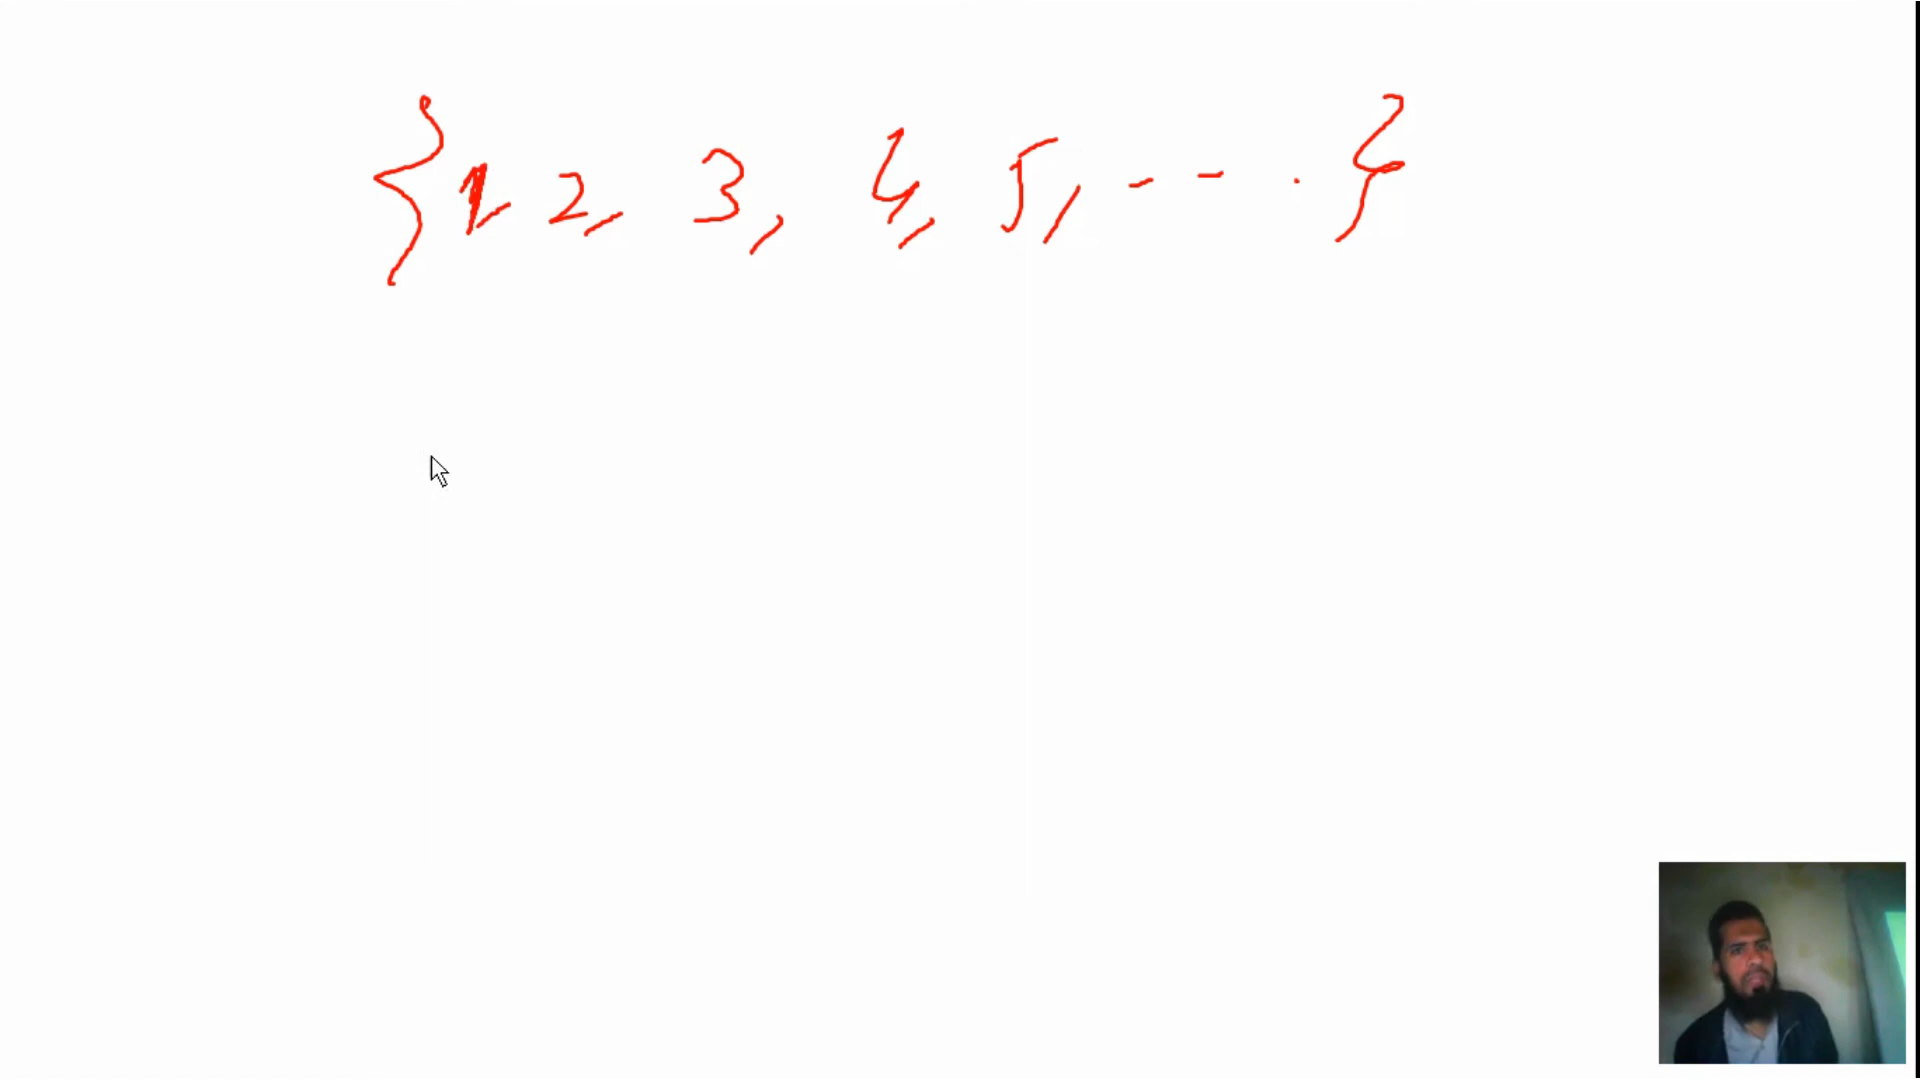 {1, 2, 3, 4, 5, - - . }